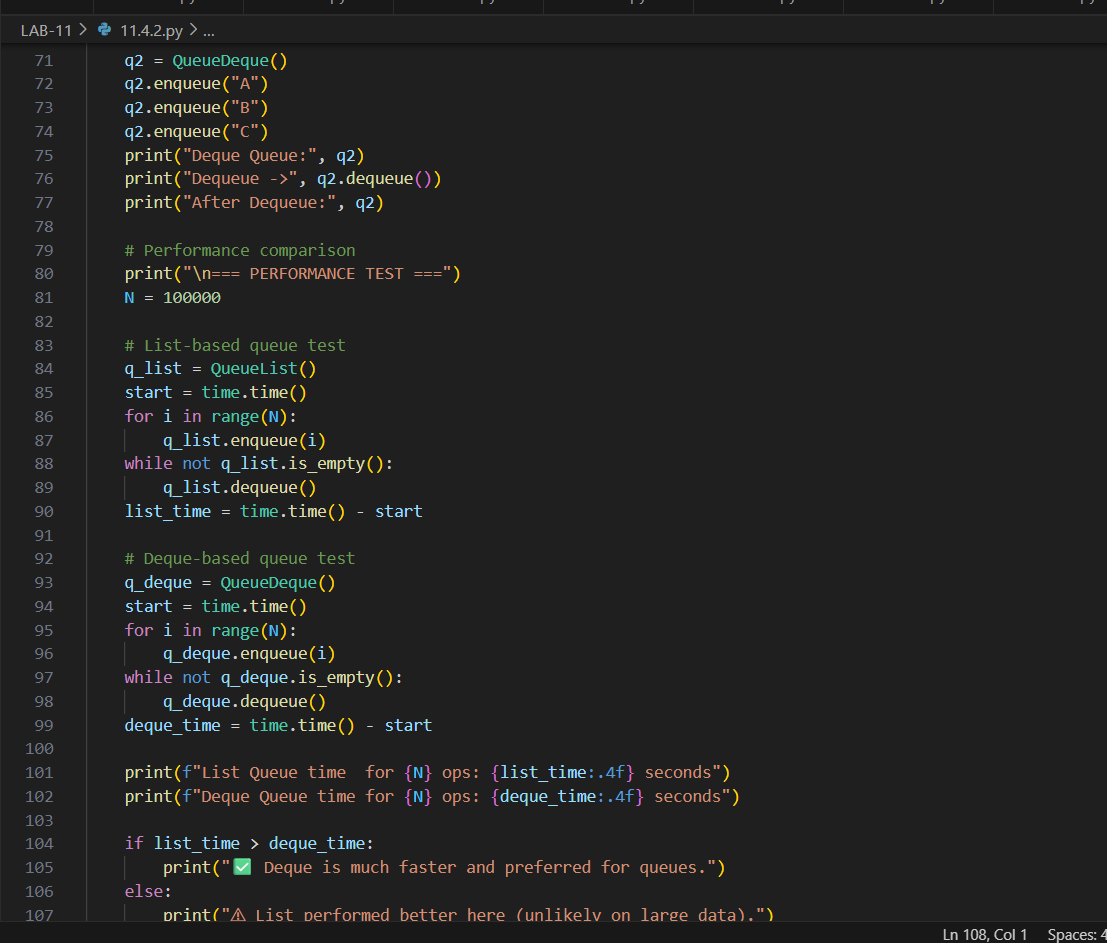 LAB-11 > 11.4.2.py > ...
71 q2 = QueueDeque()
72 q2.enqueue("A")
73 q2.enqueue("B")
74 q2.enqueue("C")
75 print("Deque Queue:", q2)
76 print("Dequeue ->", q2.dequeue())
77 print("After Dequeue:", q2)
78
79 # Performance comparison
80 print("\n=== PERFORMANCE TEST ===")
81 N = 100000
82
83 # List-based queue test
84 q_list = QueueList()
85 start = time.time()
86 for i in range(N):
87     q_list.enqueue(i)
88 while not q_list.is_empty():
89     q_list.dequeue()
90 list_time = time.time() - start
91
92 # Deque-based queue test
93 q_deque = QueueDeque()
94 start = time.time()
95 for i in range(N):
96     q_deque.enqueue(i)
97 while not q_deque.is_empty():
98     q_deque.dequeue()
99 deque_time = time.time() - start
100
101 print(f"List Queue time  for {N} ops: {list_time:.4f} seconds")
102 print(f"Deque Queue time for {N} ops: {deque_time:.4f} seconds")
103
104 if list_time > deque_time:
105     print("✅ Deque is much faster and preferred for queues.")
106 else:
107     print("⚠ List performed better here (unlikely on large data).")
Ln 108, Col 1 Spaces: 4